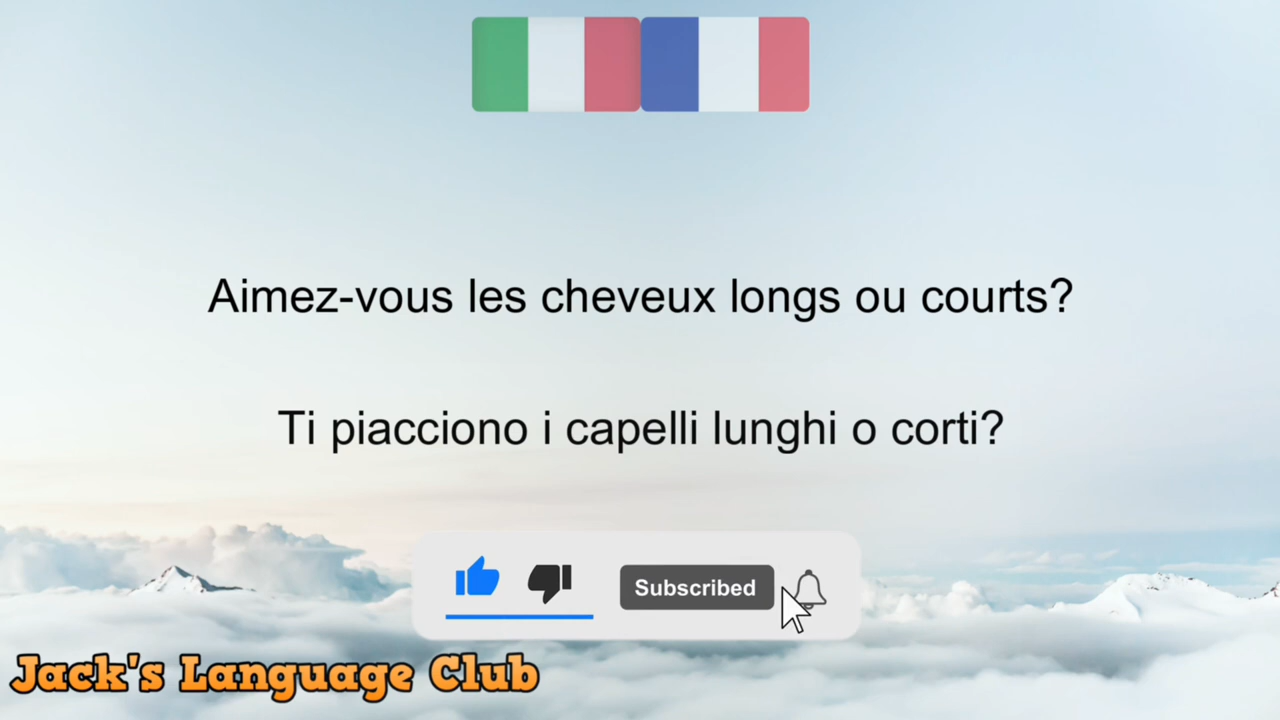 Aimez-vous les cheveux longs ou courts?
Ti piacciono i capelli lunghi o corti?
Subscribed
Jack's Language Club